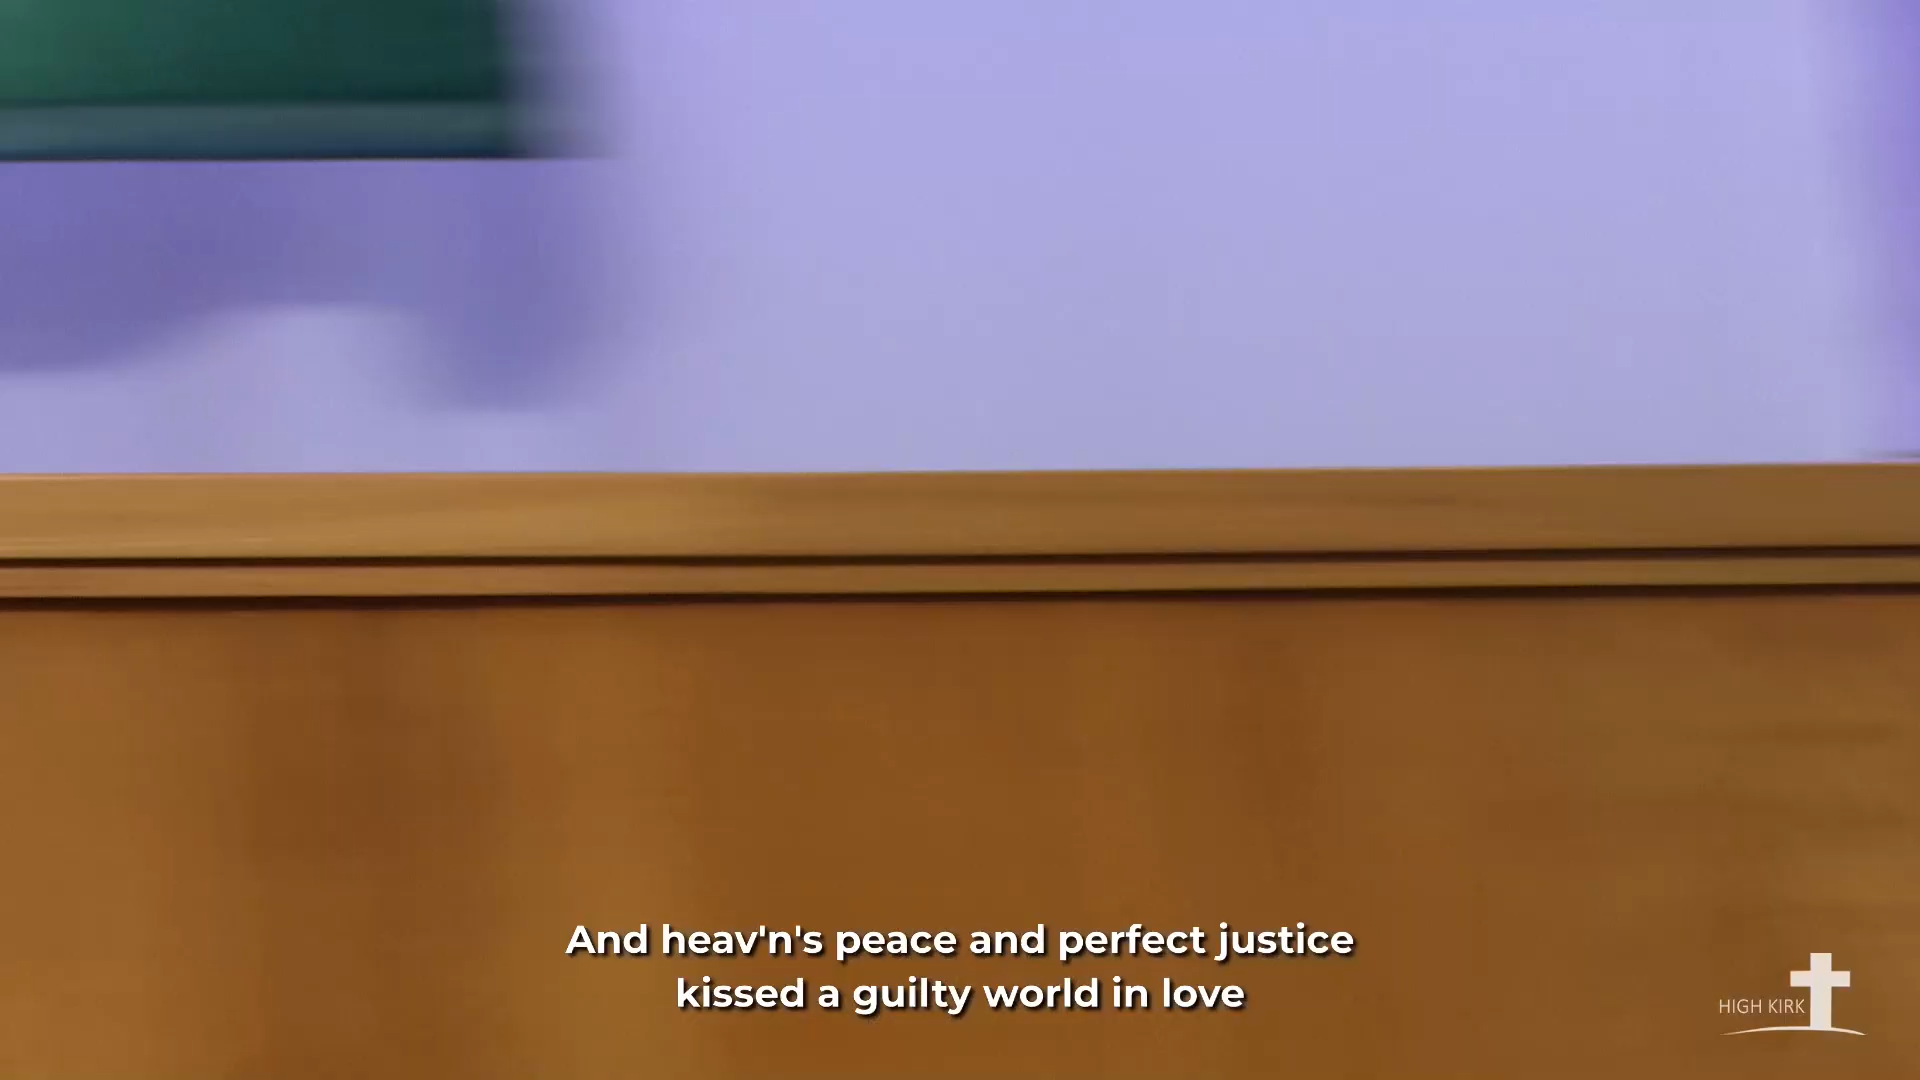 And heav'n's peace and perfect justice
kissed a guilty world in love
HIGH KIRK